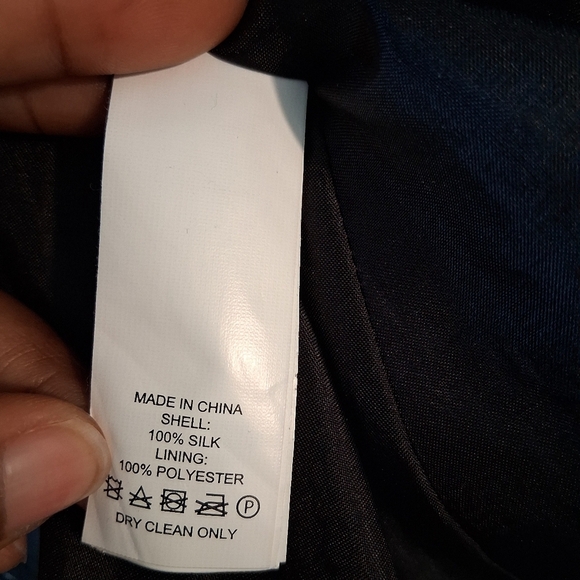 MADE IN CHINA
SHELL:
100% SILK
LINING:
100% POLYESTER
P
DRY CLEAN ONLY